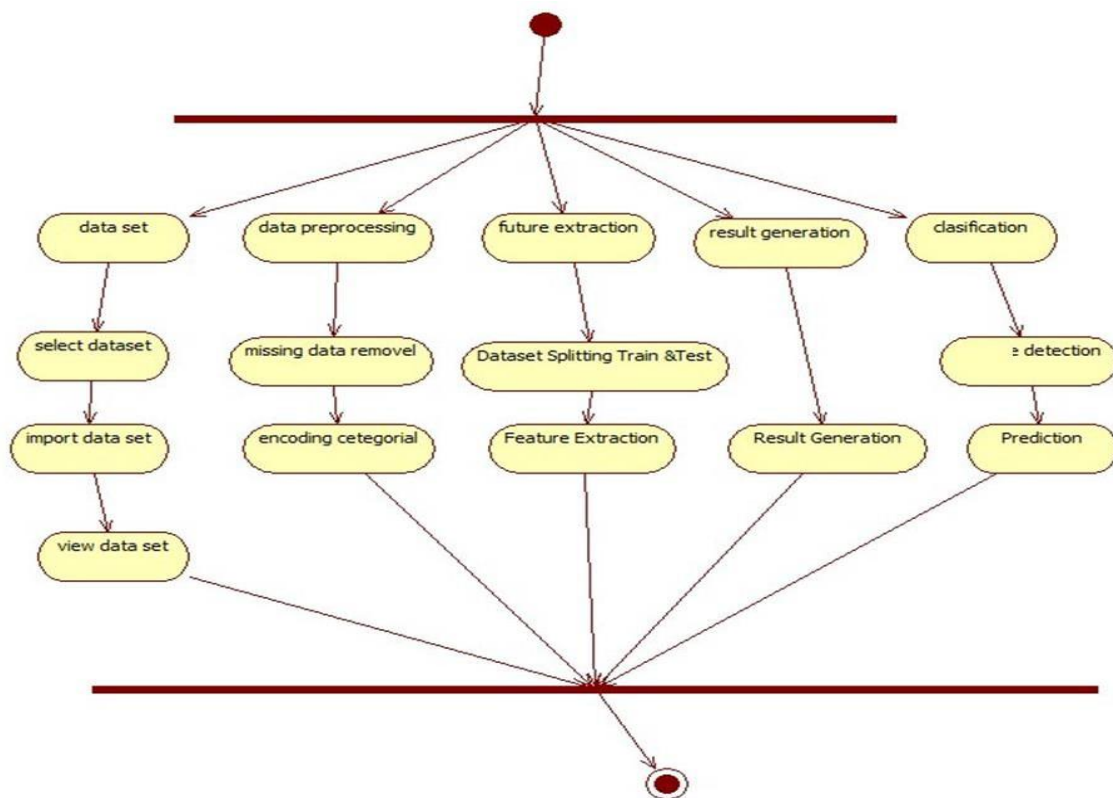 data set
data preprocessing
future extraction
result generation
clasification
select dataset
missing data removel
Dataset Splitting Train &Test
e detection
import data set
encoding cetegorial
Feature Extraction
Result Generation
Prediction
view data set